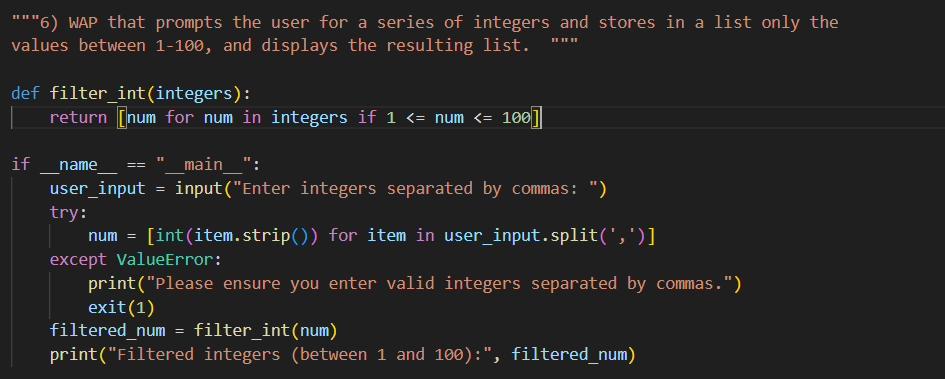 """6) WAP that prompts the user for a series of integers and stores in a list only the
values between 1-100, and displays the resulting list.  """
def filter_int(integers):
    return [num for num in integers if 1 <= num <= 100]
if __name__ == "__main__":
    user_input = input("Enter integers separated by commas: ")
    try:
        num = [int(item.strip()) for item in user_input.split(',')]
    except ValueError:
        print("Please ensure you enter valid integers separated by commas.")
        exit(1)
    filtered_num = filter_int(num)
    print("Filtered integers (between 1 and 100):", filtered_num)